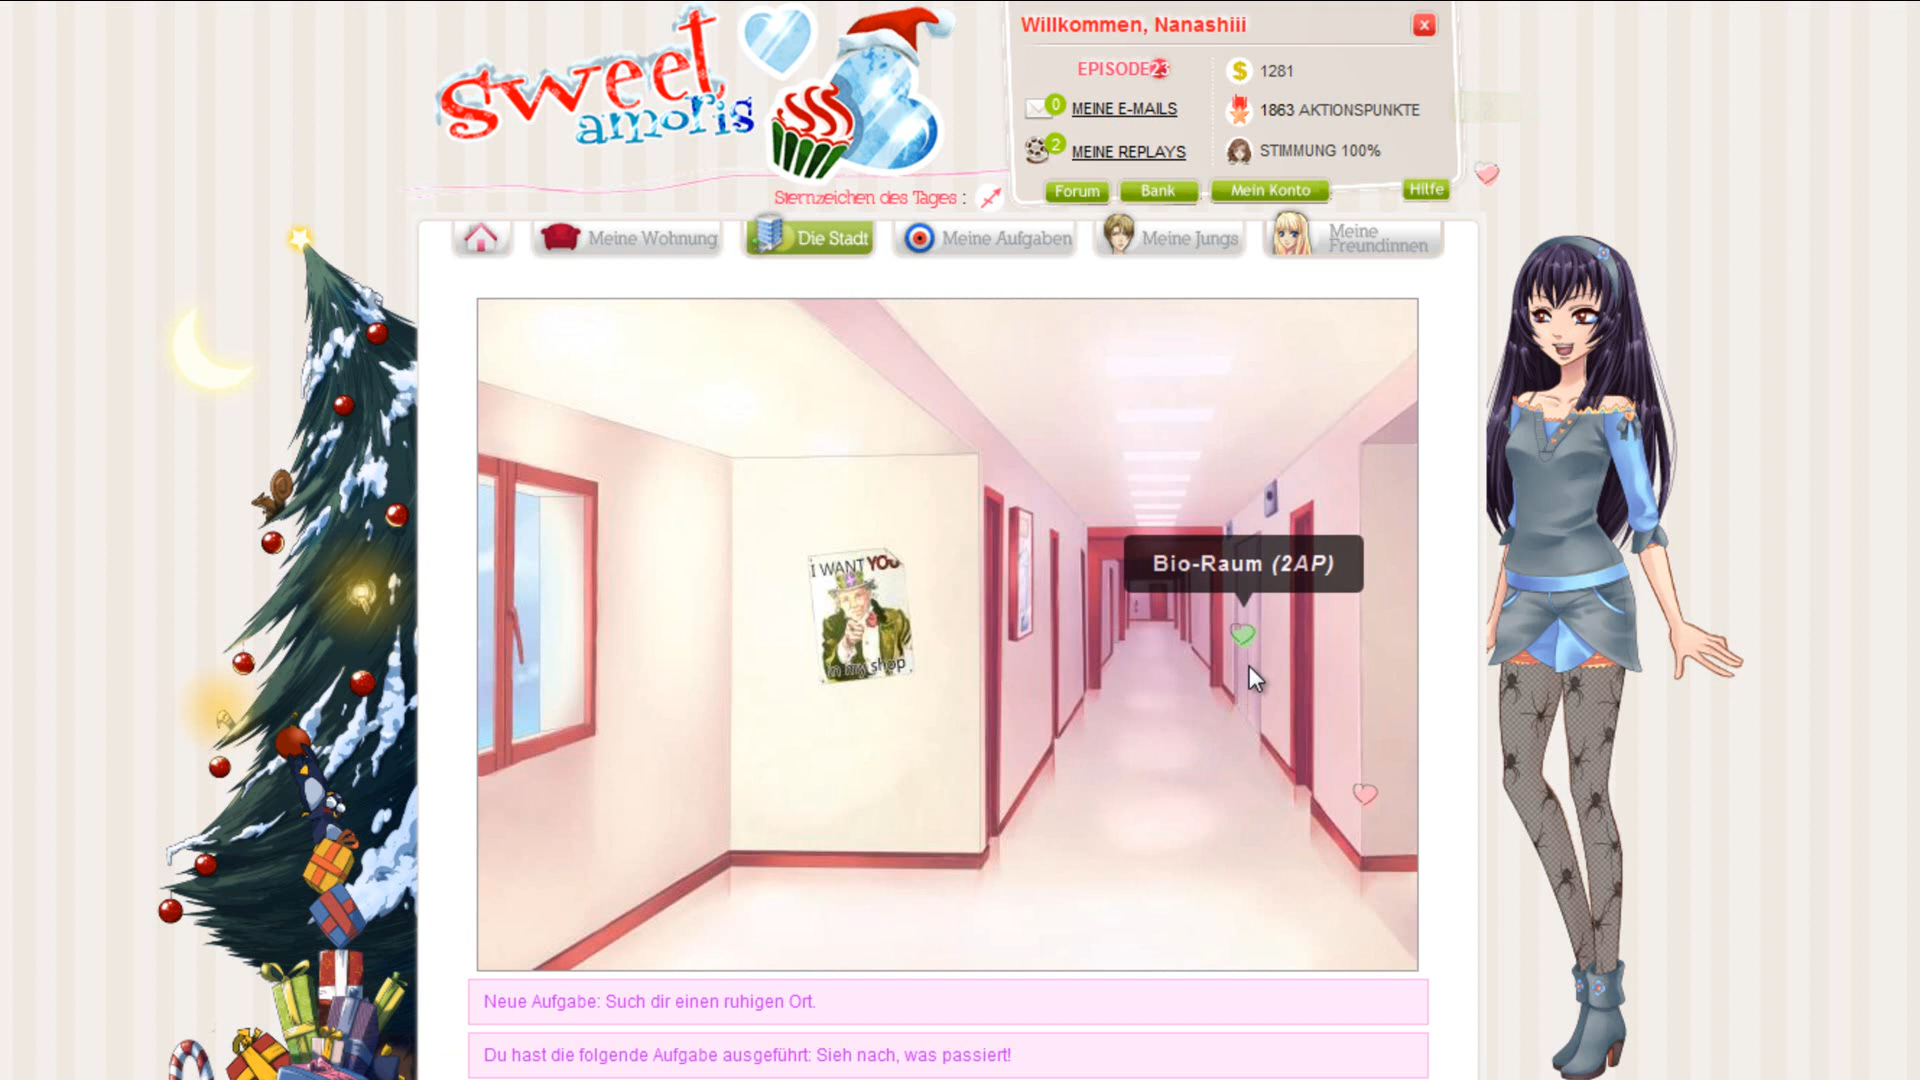 sweet
amoris
Willkommen, Nanashiii
x
EPISODE 23
$ 1281
0 MEINE E-MAILS
1863 AKTIONSPUNKTE
2 MEINE REPLAYS
STIMMUNG 100%
Sternzeichen des Tages :
Forum
Bank
Mein Konto
Hilfe
Meine Wohnung
Die Stadt
Meine Aufgaben
Meine Jungs
Meine
Freundinnen
I WANT YOU
in my shop
Bio-Raum (2AP)
Neue Aufgabe: Such dir einen ruhigen Ort.
Du hast die folgende Aufgabe ausgeführt: Sieh nach, was passiert!